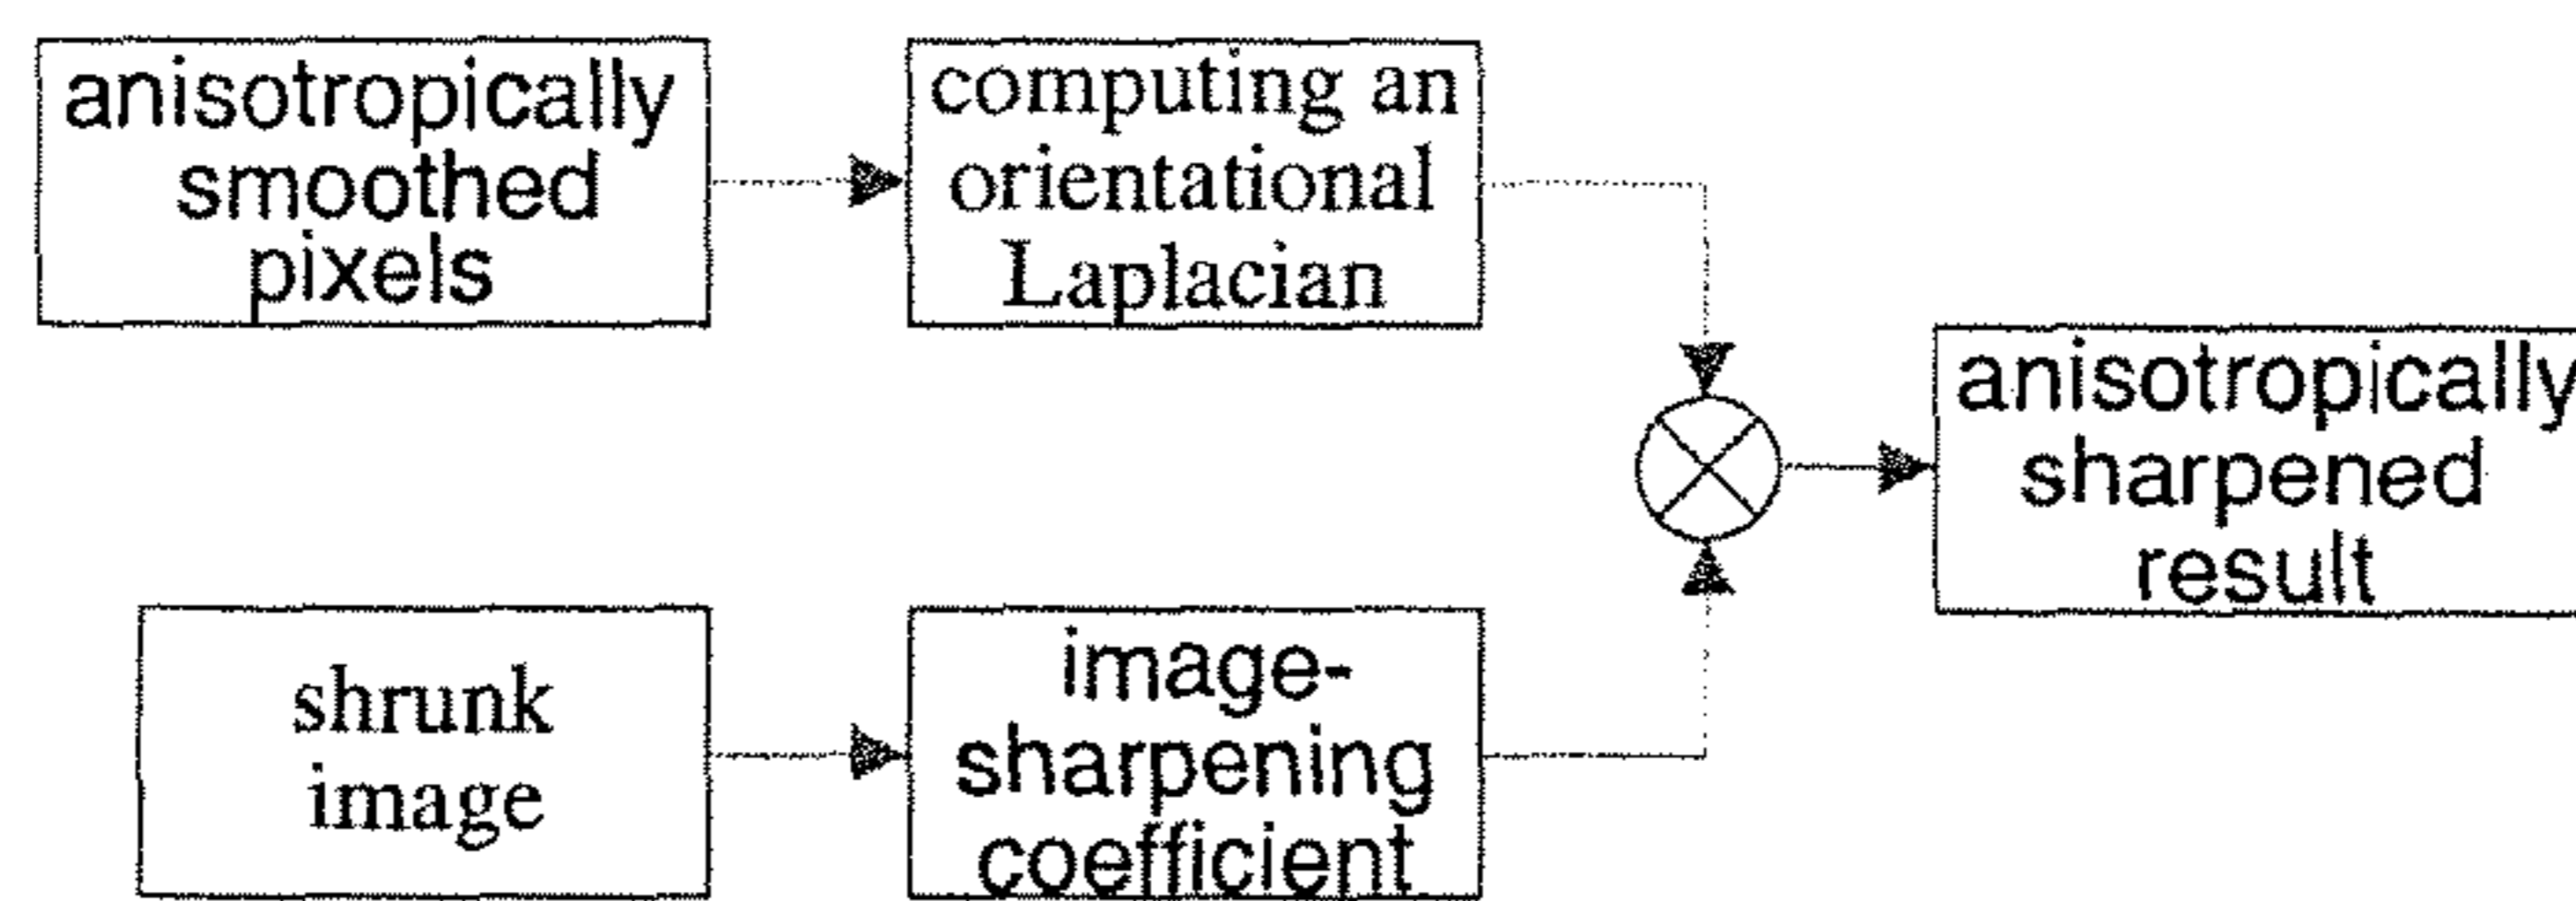 anisotropically
smoothed
pixels
computing an
orientational
Laplacian
anisotropically
sharpened
result
shrunk
image
image-
sharpening
coefficient